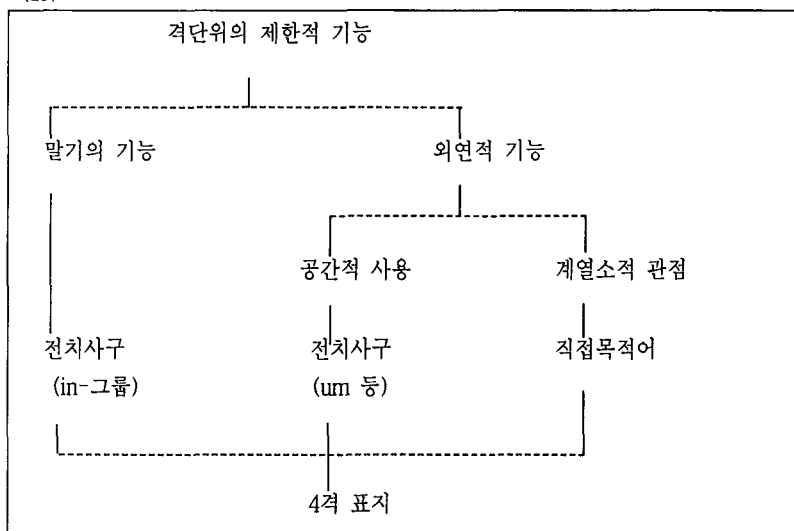 격단위의 제한적 기능
말기의 기능
외연적 기능
공간적 사용
계열소적 관점
전치사구
(in-그룹)
전치사구
(um 등)
직접목적어
4격 표지